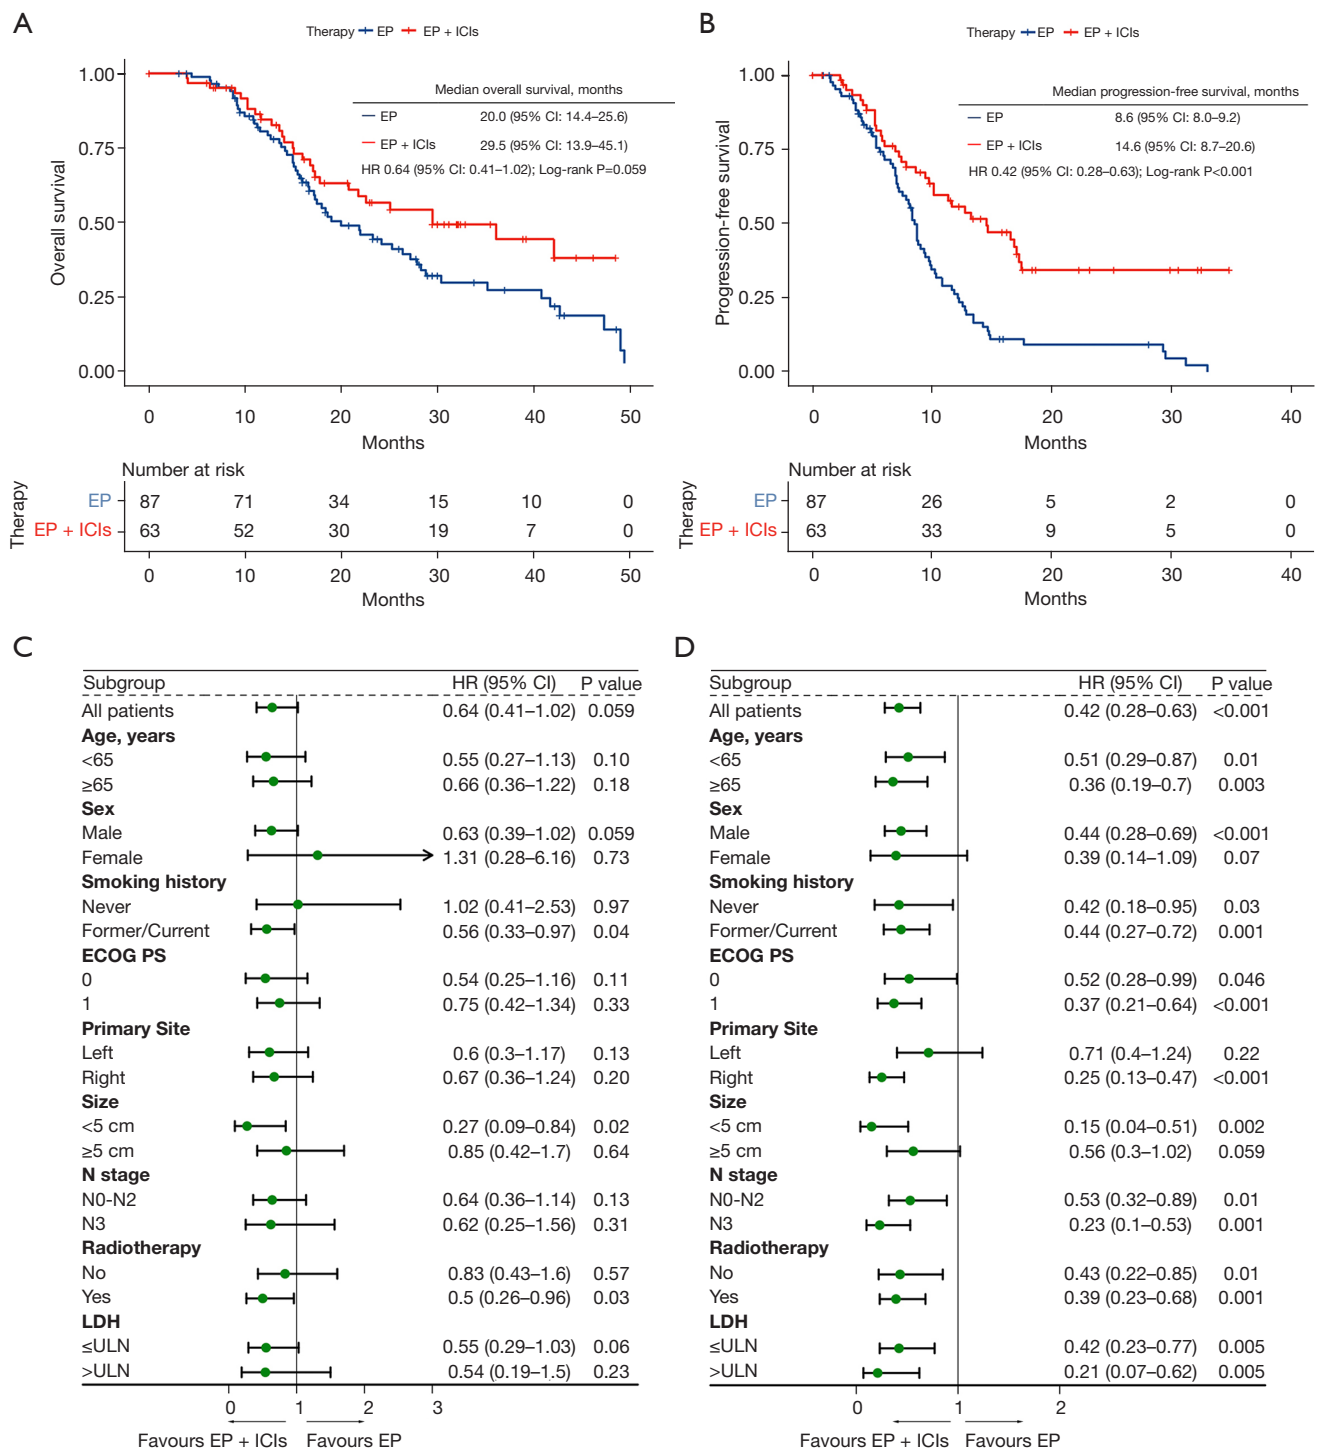 A
Therapy EP EP + ICIs
Overall survival
1.00
0.75
0.50
0.25
0.00
Median overall survival, months
EP 20.0 (95% CI: 14.4–25.6)
EP + ICIs 29.5 (95% CI: 13.9–45.1)
HR 0.64 (95% CI: 0.41–1.02); Log-rank P=0.059
0 10 20 30 40 50
Months
Number at risk
Therapy
EP 87 71 34 15 10 0
EP + ICIs 63 52 30 19 7 0
0 10 20 30 40 50
Months
B
Therapy EP EP + ICIs
Progression-free survival
1.00
0.75
0.50
0.25
0.00
Median progression-free survival, months
EP 8.6 (95% CI: 8.0–9.2)
EP + ICIs 14.6 (95% CI: 8.7–20.6)
HR 0.42 (95% CI: 0.28–0.63); Log-rank P<0.001
0 10 20 30 40
Months
Number at risk
Therapy
EP 87 26 5 2 0
EP + ICIs 63 33 9 5 0
0 10 20 30 40
Months
C
Subgroup HR (95% CI) P value
All patients 0.64 (0.41–1.02) 0.059
Age, years
<65 0.55 (0.27–1.13) 0.10
≥65 0.66 (0.36–1.22) 0.18
Sex
Male 0.63 (0.39–1.02) 0.059
Female 1.31 (0.28–6.16) 0.73
Smoking history
Never 1.02 (0.41–2.53) 0.97
Former/Current 0.56 (0.33–0.97) 0.04
ECOG PS
0 0.54 (0.25–1.16) 0.11
1 0.75 (0.42–1.34) 0.33
Primary Site
Left 0.6 (0.3–1.17) 0.13
Right 0.67 (0.36–1.24) 0.20
Size
<5 cm 0.27 (0.09–0.84) 0.02
≥5 cm 0.85 (0.42–1.7) 0.64
N stage
N0-N2 0.64 (0.36–1.14) 0.13
N3 0.62 (0.25–1.56) 0.31
Radiotherapy
No 0.83 (0.43–1.6) 0.57
Yes 0.5 (0.26–0.96) 0.03
LDH
≤ULN 0.55 (0.29–1.03) 0.06
>ULN 0.54 (0.19–1.5) 0.23
0 1 2 3
Favours EP + ICIs Favours EP
D
Subgroup HR (95% CI) P value
All patients 0.42 (0.28–0.63) <0.001
Age, years
<65 0.51 (0.29–0.87) 0.01
≥65 0.36 (0.19–0.7) 0.003
Sex
Male 0.44 (0.28–0.69) <0.001
Female 0.39 (0.14–1.09) 0.07
Smoking history
Never 0.42 (0.18–0.95) 0.03
Former/Current 0.44 (0.27–0.72) 0.001
ECOG PS
0 0.52 (0.28–0.99) 0.046
1 0.37 (0.21–0.64) <0.001
Primary Site
Left 0.71 (0.4–1.24) 0.22
Right 0.25 (0.13–0.47) <0.001
Size
<5 cm 0.15 (0.04–0.51) 0.002
≥5 cm 0.56 (0.3–1.02) 0.059
N stage
N0-N2 0.53 (0.32–0.89) 0.01
N3 0.23 (0.1–0.53) 0.001
Radiotherapy
No 0.43 (0.22–0.85) 0.01
Yes 0.39 (0.23–0.68) 0.001
LDH
≤ULN 0.42 (0.23–0.77) 0.005
>ULN 0.21 (0.07–0.62) 0.005
0 1 2
Favours EP + ICIs Favours EP